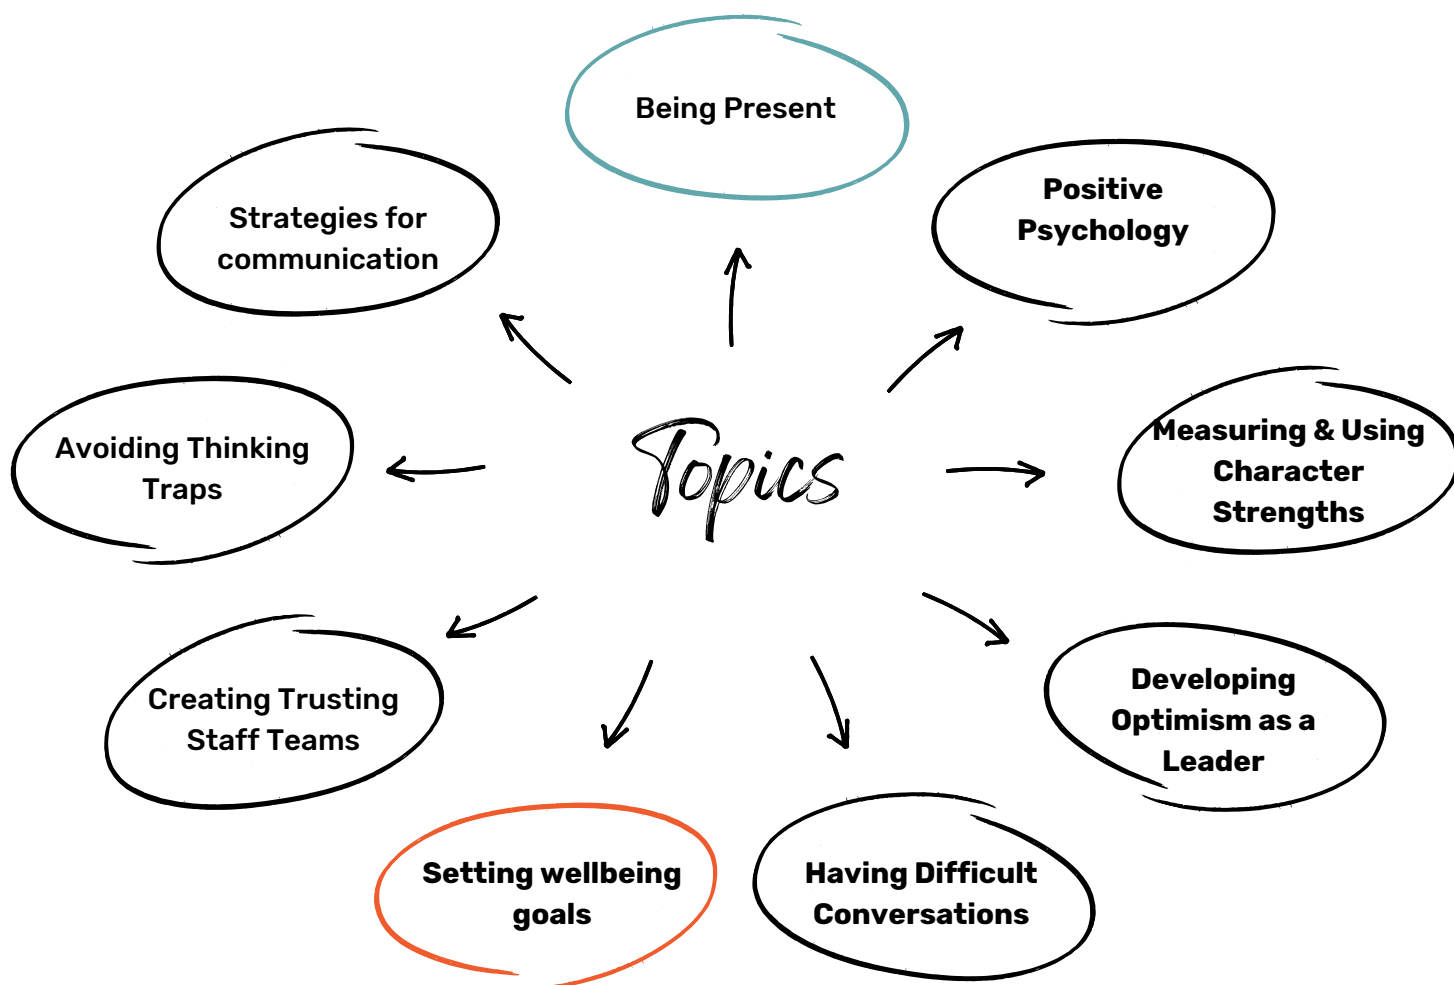 Being Present
Positive
Psychology
Strategies for
communication
Topics
Measuring & Using
Character
Strengths
Avoiding Thinking
Traps
Developing
Optimism as a
Leader
Creating Trusting
Staff Teams
Setting wellbeing
goals
Having Difficult
Conversations